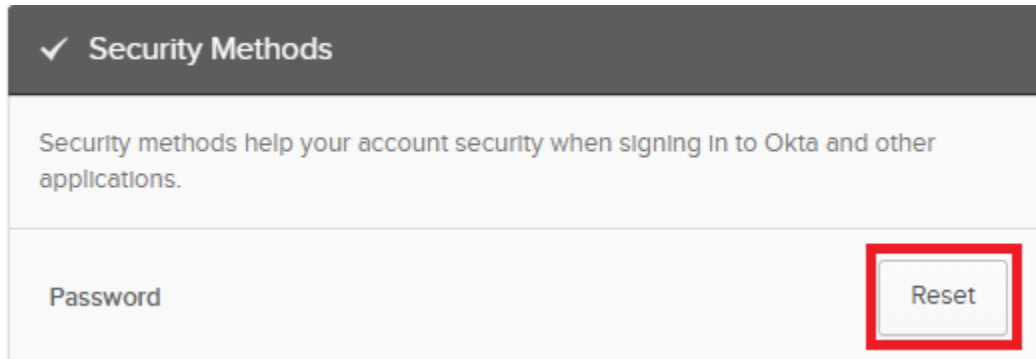 Security Methods
Security methods help your account security when signing in to Okta and other
applications.
Password
Reset